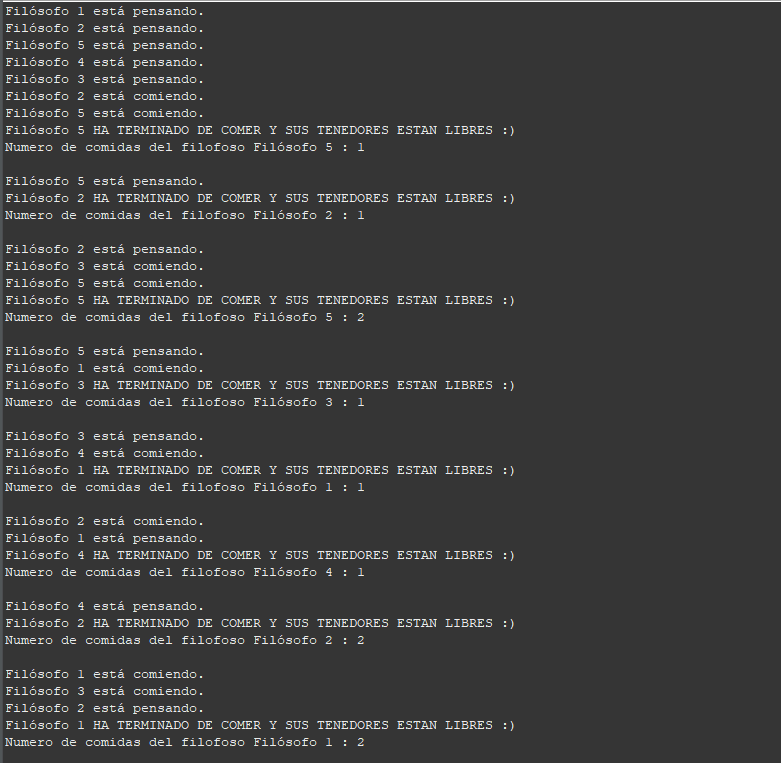 Filósofo 1 está pensando.
Filósofo 2 está pensando.
Filósofo 5 está pensando.
Filósofo 4 está pensando.
Filósofo 3 está pensando.
Filósofo 2 está comiendo.
Filósofo 5 está comiendo.
Filósofo 5 HA TERMINADO DE COMER Y SUS TENEDORES ESTAN LIBRES :)
Numero de comidas del filofoso Filósofo 5 : 1
Filósofo 5 está pensando.
Filósofo 2 HA TERMINADO DE COMER Y SUS TENEDORES ESTAN LIBRES :)
Numero de comidas del filofoso Filósofo 2 : 1
Filósofo 2 está pensando.
Filósofo 3 está comiendo.
Filósofo 5 está comiendo.
Filósofo 5 HA TERMINADO DE COMER Y SUS TENEDORES ESTAN LIBRES :)
Numero de comidas del filofoso Filósofo 5 : 2
Filósofo 5 está pensando.
Filósofo 1 está comiendo.
Filósofo 3 HA TERMINADO DE COMER Y SUS TENEDORES ESTAN LIBRES :)
Numero de comidas del filofoso Filósofo 3 : 1
Filósofo 3 está pensando.
Filósofo 4 está comiendo.
Filósofo 1 HA TERMINADO DE COMER Y SUS TENEDORES ESTAN LIBRES :)
Numero de comidas del filofoso Filósofo 1 : 1
Filósofo 2 está comiendo.
Filósofo 1 está pensando.
Filósofo 4 HA TERMINADO DE COMER Y SUS TENEDORES ESTAN LIBRES :)
Numero de comidas del filofoso Filósofo 4 : 1
Filósofo 4 está pensando.
Filósofo 2 HA TERMINADO DE COMER Y SUS TENEDORES ESTAN LIBRES :)
Numero de comidas del filofoso Filósofo 2 : 2
Filósofo 1 está comiendo.
Filósofo 3 está comiendo.
Filósofo 2 está pensando.
Filósofo 1 HA TERMINADO DE COMER Y SUS TENEDORES ESTAN LIBRES :)
Numero de comidas del filofoso Filósofo 1 : 2